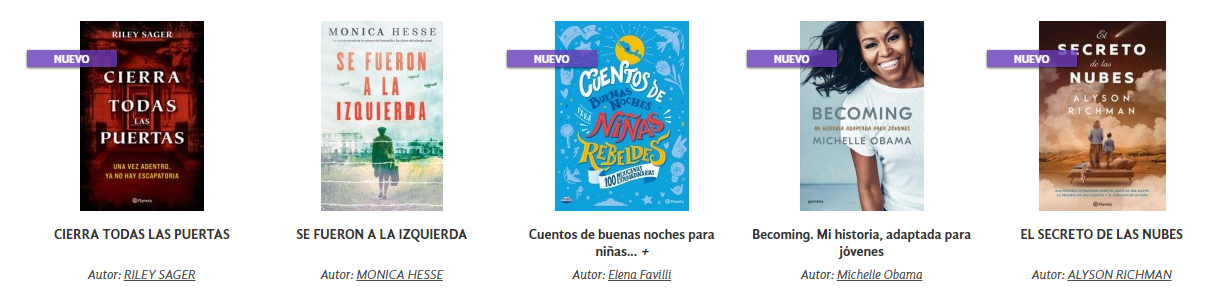 NUEVO
RILEY SAGER
CIERRA
TODAS
LAS
PUERTAS
UNA VEZ ADENTRO,
YA NO HAY ESCAPATORIA
Planeta
MONICA HESSE
SE FUERON
A LA
IZQUIERDA
Planeta
NUEVO
CUENTOS DE
BUENAS NOCHES
PARA
NIÑAS
REBELDES
100 MEXICANAS
EXTRAORDINARIAS
Planeta
NUEVO
BECOMING
MI HISTORIA ADAPTADA PARA JÓVENES
MICHELLE OBAMA
NUEVO
El
SECRETO
de las
NUBES
ALYSON
RICHMAN
Planeta
CIERRA TODAS LAS PUERTAS
Autor: RILEY SAGER
SE FUERON A LA IZQUIERDA
Autor: MONICA HESSE
Cuentos de buenas noches para
niñas... +
Autor: Elena Favilli
Becoming. Mi historia, adaptada para
jóvenes
Autor: Michelle Obama
EL SECRETO DE LAS NUBES
Autor: ALYSON RICHMAN